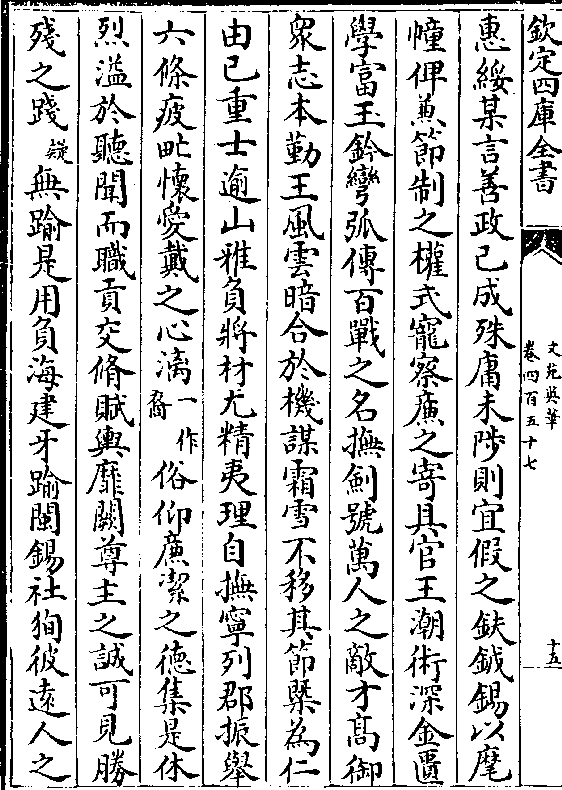 欽定四庫全書
文苑英華
卷四百五十七
十五
惠綏某言善政已成殊庸未陟則宜假之鈇鉞錫以麾
幢俾兼節制之權式寵察廉之寄具官王潮術深金匱
學富玉鈐彎弧傳百戰之名撫劍號萬人之敵才高御
衆志本勤王風雲暗合於機謀霜雪不移其節槩為仁
由已重士逾山雅負將材尤精夷理自撫寧列郡振舉
六條疲甿懷愛戴之心漓一作裔俗仰廉潔之德集是休
烈溢於聽聞而職貢交脩賦輿靡闕尊主之誠可見勝
殘之踐疑無踰是用負海建牙踰閩錫社狥彼遠人之